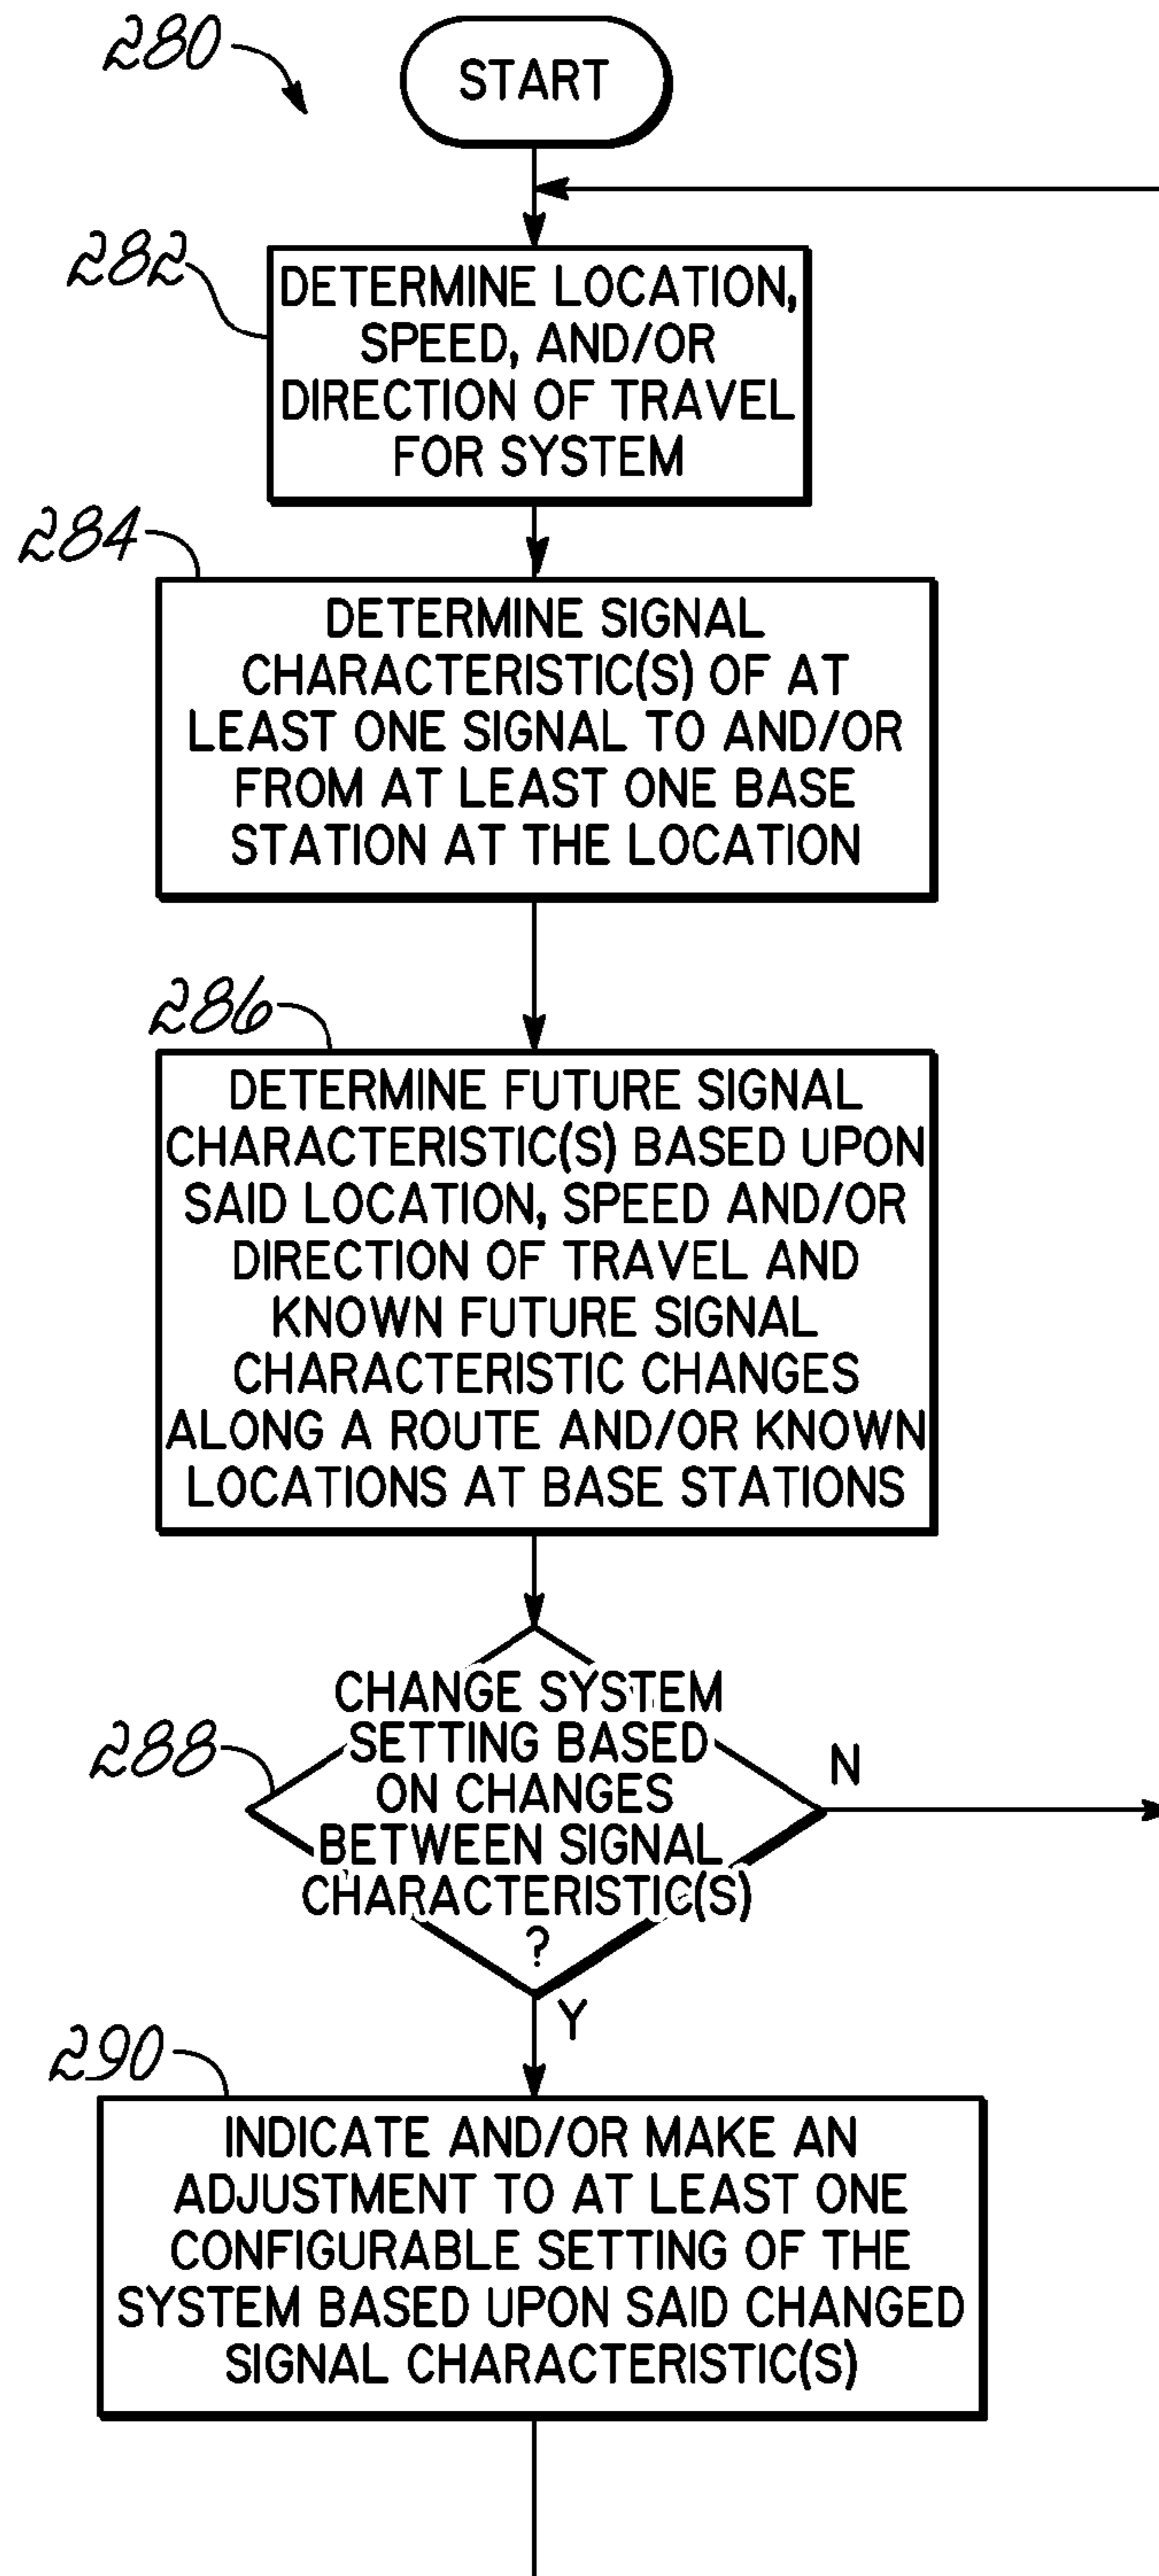 280
START
282
DETERMINE LOCATION,
SPEED, AND/OR
DIRECTION OF TRAVEL
FOR SYSTEM
284
DETERMINE SIGNAL
CHARACTERISTIC(S) OF AT
LEAST ONE SIGNAL TO AND/OR
FROM AT LEAST ONE BASE
STATION AT THE LOCATION
286
DETERMINE FUTURE SIGNAL
CHARACTERISTIC(S) BASED UPON
SAID LOCATION, SPEED AND/OR
DIRECTION OF TRAVEL AND
KNOWN FUTURE SIGNAL
CHARACTERISTIC CHANGES
ALONG A ROUTE AND/OR KNOWN
LOCATIONS AT BASE STATIONS
288
CHANGE SYSTEM
SETTING BASED
ON CHANGES
BETWEEN SIGNAL
CHARACTERISTIC(S)
?
N
Y
290
INDICATE AND/OR MAKE AN
ADJUSTMENT TO AT LEAST ONE
CONFIGURABLE SETTING OF THE
SYSTEM BASED UPON SAID CHANGED
SIGNAL CHARACTERISTIC(S)